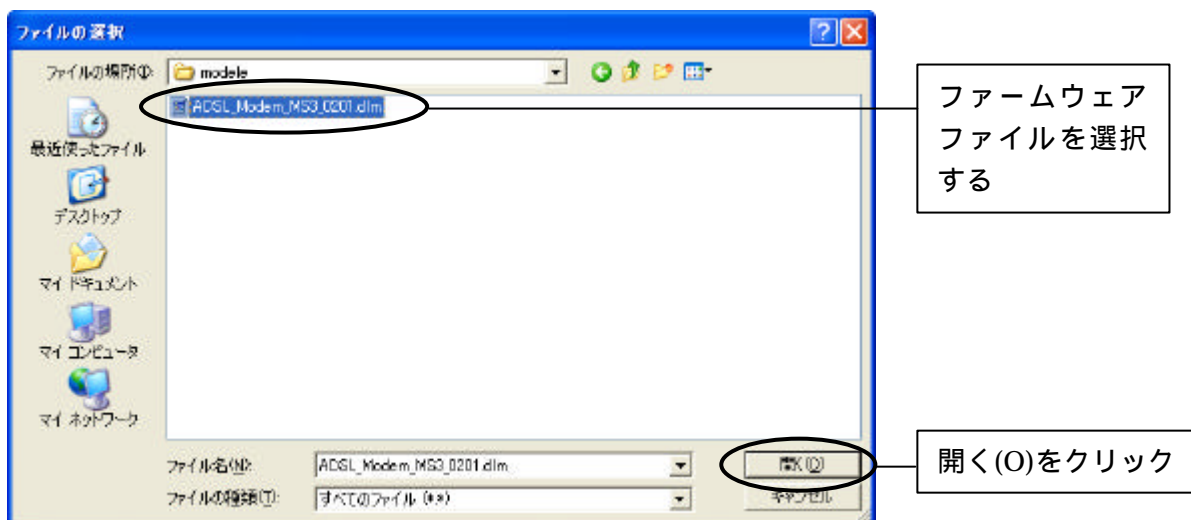 ファイルの選択
ファイルの場所(I):
modele
ADSL_Modem_MS3_0201.dlm
最近使ったファイル
デスクトップ
マイ ドキュメント
マイ コンピュータ
マイ ネットワーク
ファイル名(N):
ADSL_Modem_MS3_0201.dlm
開く(O)
ファイルの種類(T):
すべてのファイル (*.*)
キャンセル
ファームウェア
ファイルを選択
する
開く(O)をクリック